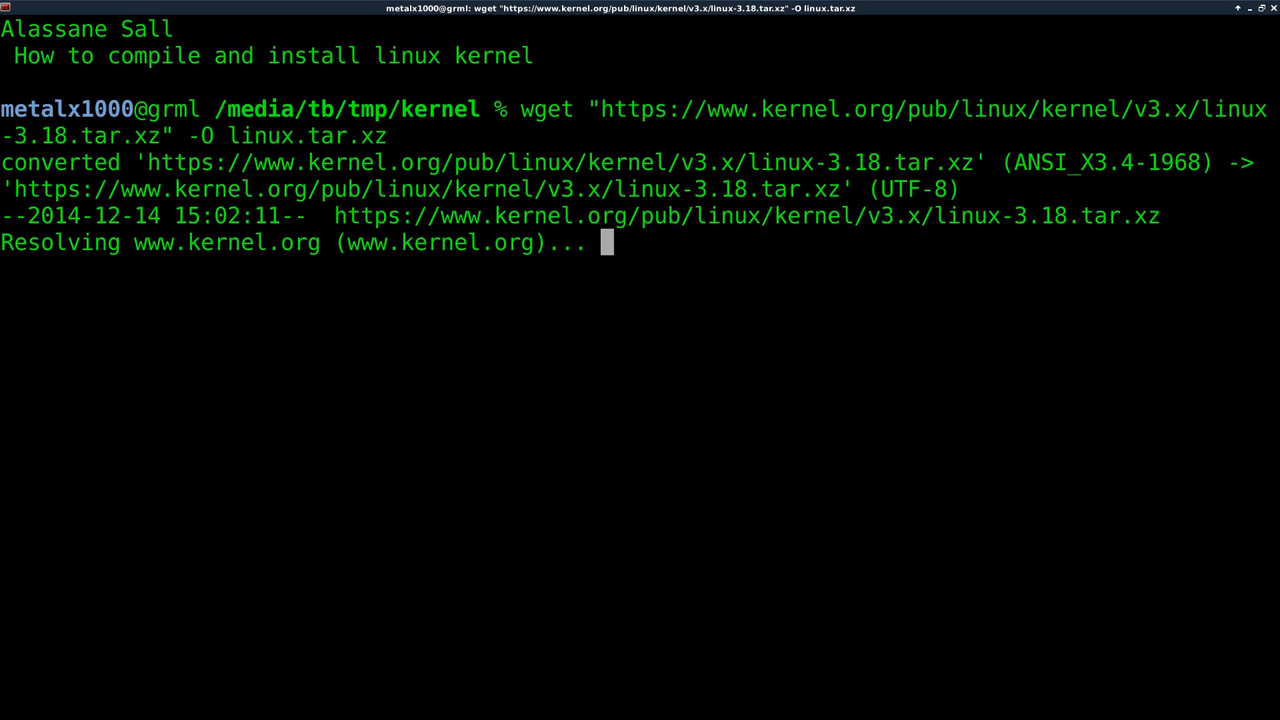 metalx1000@grml: wget "https://www.kernel.org/pub/linux/kernel/v3.x/linux-3.18.tar.xz" -O linux.tar.xz
Alassane Sall
How to compile and install linux kernel
metalx1000@grml /media/tb/tmp/kernel % wget "https://www.kernel.org/pub/linux/kernel/v3.x/linux
-3.18.tar.xz" -O linux.tar.xz
converted 'https://www.kernel.org/pub/linux/kernel/v3.x/linux-3.18.tar.xz' (ANSI_X3.4-1968) ->
'https://www.kernel.org/pub/linux/kernel/v3.x/linux-3.18.tar.xz' (UTF-8)
--2014-12-14 15:02:11--  https://www.kernel.org/pub/linux/kernel/v3.x/linux-3.18.tar.xz
Resolving www.kernel.org (www.kernel.org)...